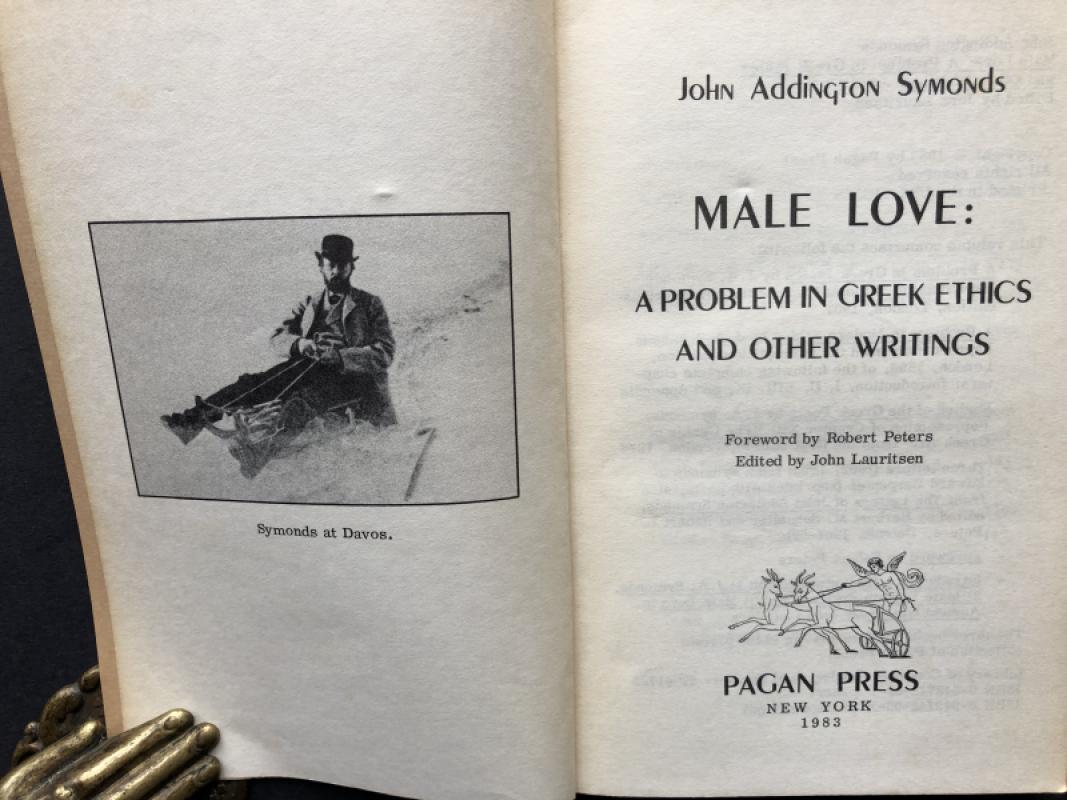 Symonds at Davos.
John Addington Symonds
MALE LOVE:
A PROBLEM IN GREEK ETHICS
AND OTHER WRITINGS
Foreword by Robert Peters
Edited by John Lauritsen
PAGAN PRESS
NEW YORK
1983